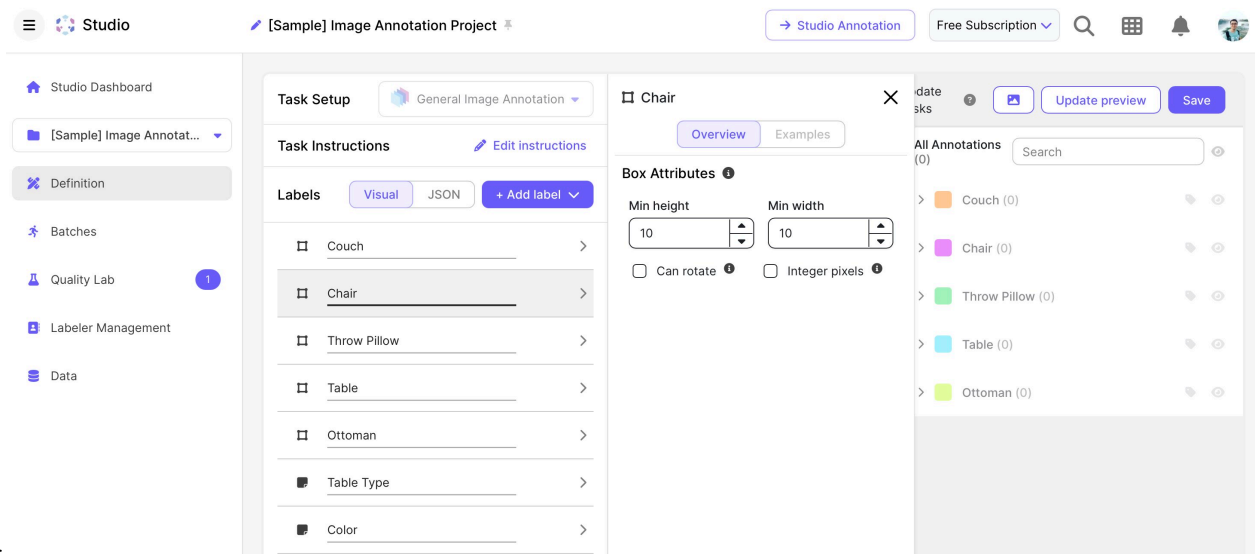 Studio
[Sample] Image Annotation Project
Studio Annotation
Free Subscription
Studio Dashboard
[Sample] Image Annotat...
Definition
Batches
Quality Lab
1
Labeler Management
Data
Task Setup
General Image Annotation
Task Instructions
Edit instructions
Labels
Visual
JSON
+ Add label
Couch
Chair
Throw Pillow
Table
Ottoman
Table Type
Color
Chair
Overview
Examples
Box Attributes
Min height
Min width
10
10
Can rotate
Integer pixels
date
sks
Update preview
Save
All Annotations
(0)
Search
Couch (0)
Chair (0)
Throw Pillow (0)
Table (0)
Ottoman (0)